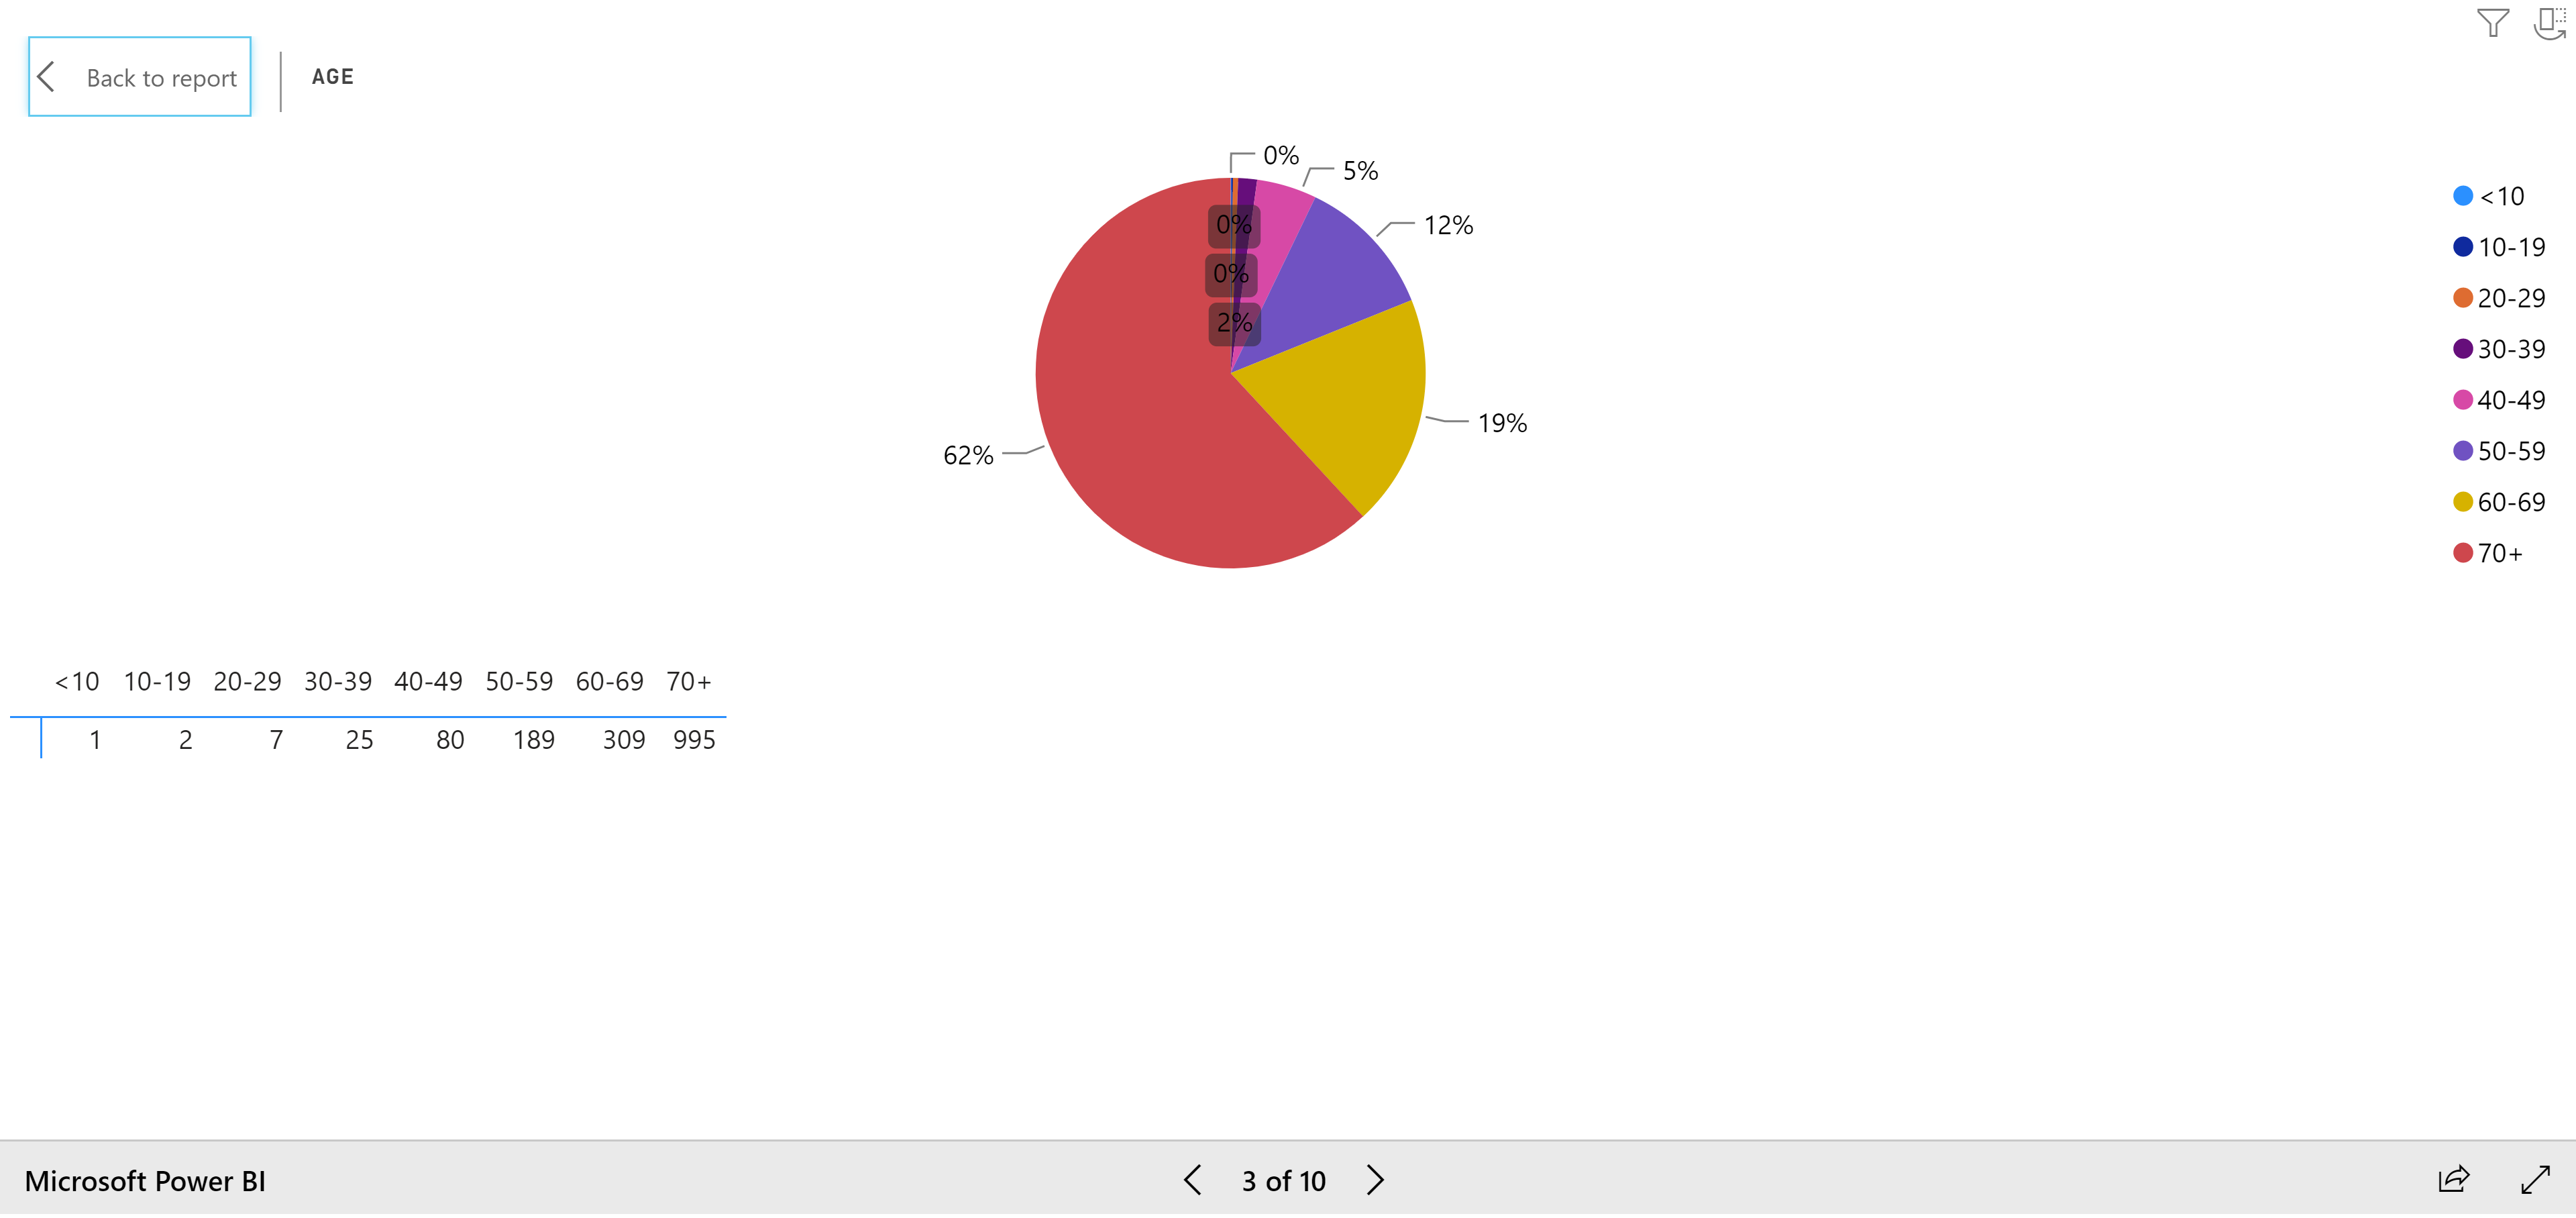 Back to report
AGE
0%
5%
12%
19%
62%
0%
0%
2%
<10
10-19
20-29
30-39
40-49
50-59
60-69
70+
<10 10-19 20-29 30-39 40-49 50-59 60-69 70+
1 2 7 25 80 189 309 995
Microsoft Power BI
3 of 10